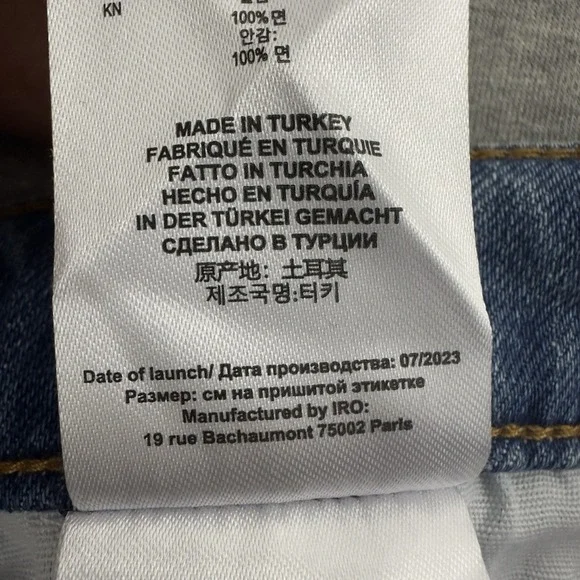 KN
100% 면
안감:
100% 면
MADE IN TURKEY
FABRIQUÉ EN TURQUIE
FATTO IN TURCHIA
HECHO EN TURQUÍA
IN DER TÜRKEI GEMACHT
СДЕЛАНО В ТУРЦИИ
原产地: 土耳其
제조국명:터키
Date of launch/ Дата производства: 07/2023
Размер: см на пришитой этикетке
Manufactured by IRO:
19 rue Bachaumont 75002 Paris